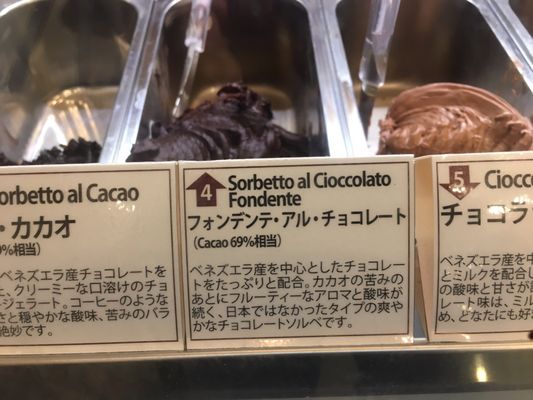 orbetto al Cacao
・カカオ
9%相当)
ベネズエラ産チョコレートを
た、クリーミーな口溶けのチョ
ージェラート。コーヒーのような
さと穏やかな酸味、苦みのバラ
絶妙です。
4 Sorbetto al Cioccolato
Fondente
フォンデンテ・アル・チョコレート
(Cacao 69%相当)
ベネズエラ産を中心としたチョコレー
トをたっぷりと配合。カカオの苦みの
あとにフルーティーなアロマと酸味が
続く、日本ではなかったタイプの爽や
かなチョコレートソルベです。
5 Ciocc
チョコラ
ベネズエラ産を中
とミルクを配合し
の酸味と甘さが
レート味は、ミル
め、どなたにも好